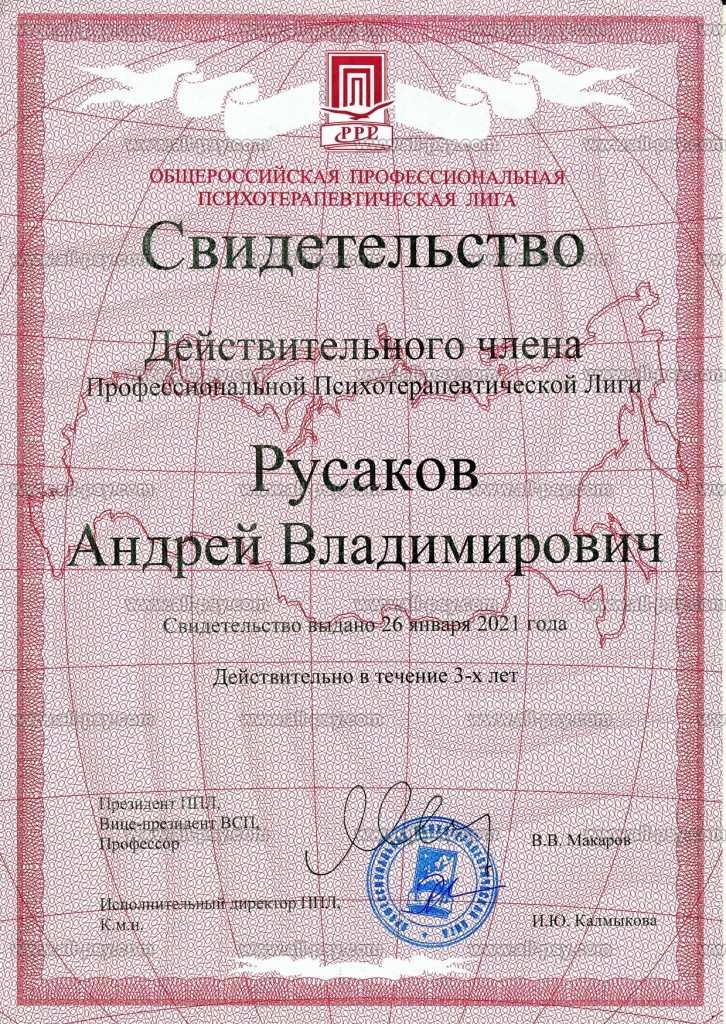 PPL
ОБЩЕРОССИЙСКАЯ ПРОФЕССИОНАЛЬНАЯ
ПСИХОТЕРАПЕВТИЧЕСКАЯ ЛИГА
Свидетельство
Действительного члена
Профессиональной Психотерапевтической Лиги
Русаков
Андрей Владимирович
Свидетельство выдано 26 января 2021 года
Действительно в течение 3-х лет
Президент ППЛ,
Вице-президент ВСП,
Профессор
В.В. Макаров
Исполнительный директор ППЛ,
К.м.н.
И.Ю. Калмыкова